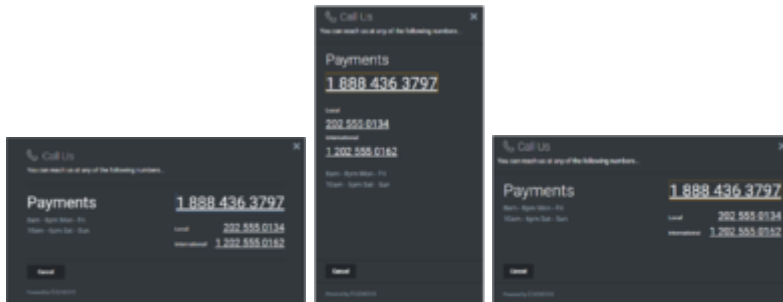 Call Us
You can reach us at any of the following numbers...
Payments
1 888 436 3797
8am - 8pm Mon - Fri
10am - 6pm Sat - Sun
Local
202 555 0134
International
1 202 555 0162
Cancel
Call Us
You can reach us at any of the following numbers...
Payments
1 888 436 3797
Local
202 555 0134
International
1 202 555 0162
8am - 8pm Mon - Fri
10am - 6pm Sat - Sun
Cancel
Call Us
You can reach us at any of the following numbers...
Payments
1 888 436 3797
8am - 8pm Mon - Fri
10am - 6pm Sat - Sun
Local
202 555 0134
International
1 202 555 0162
Cancel